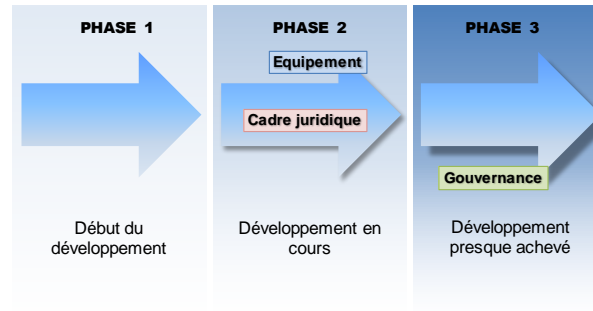 PHASE 1
Début du
développement
PHASE 2
Equipement
Cadre juridique
Développement en
cours
PHASE 3
Gouvernance
Développement
presque achevé